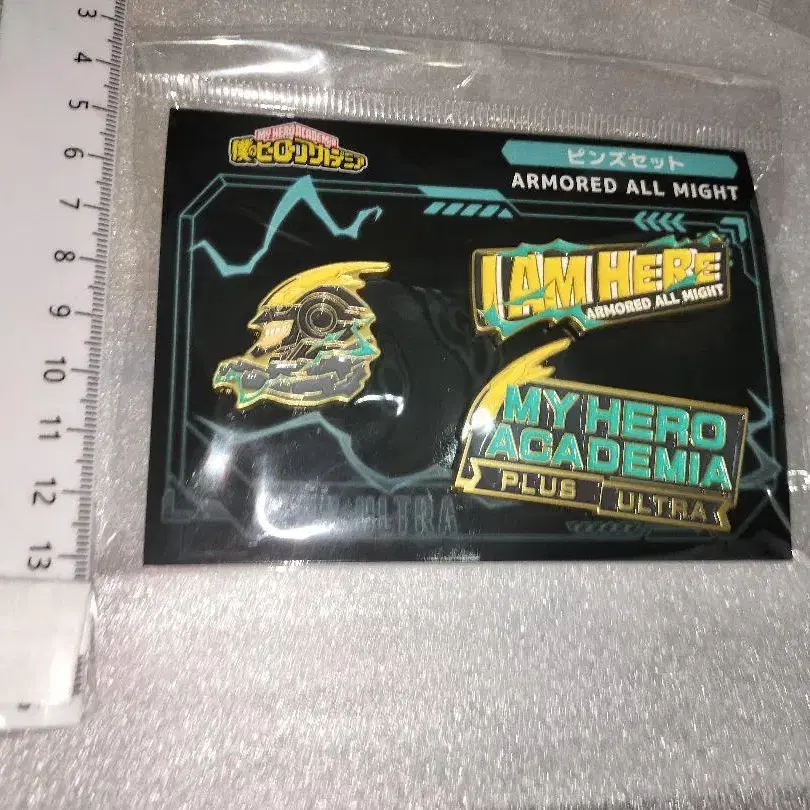 3
4
5
6
7
8
9
10
11
12
13
MY HERO ACADEMIA
僕のヒーローアカデミア
ピンズセット
ARMORED ALL MIGHT
I AM HERE
ARMORED ALL MIGHT
MY HERO
ACADEMIA
PLUS ULTRA
ULTRA